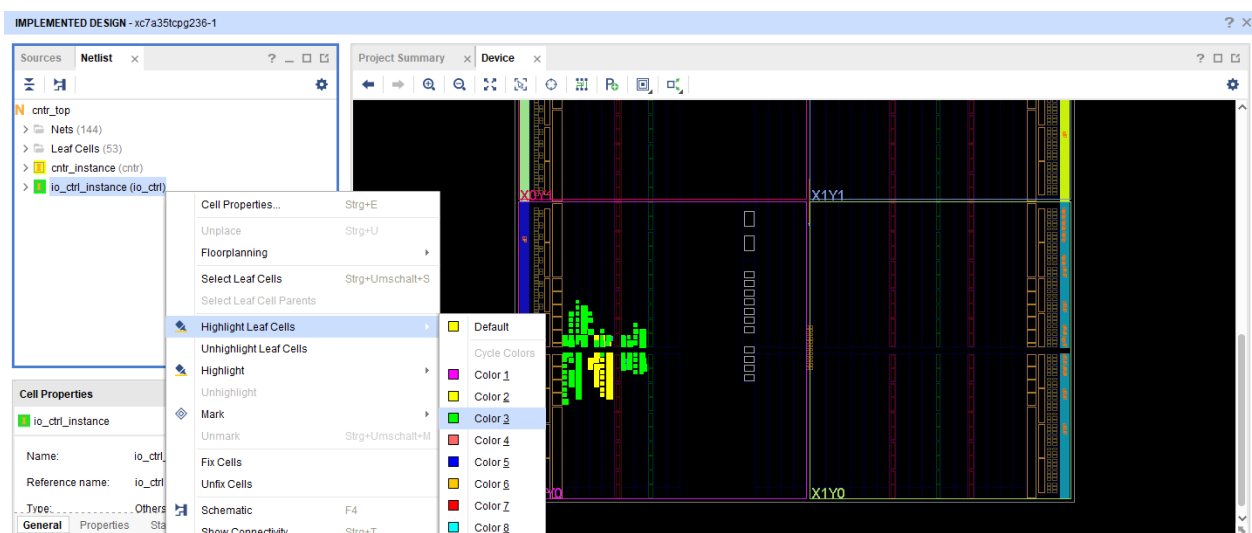 IMPLEMENTED DESIGN - xc7a35tcpg236-1
Sources Netlist
cntr_top
Nets (144)
Leaf Cells (53)
cntr_instance (cntr)
io_ctrl_instance (io_ctrl)
Cell Properties
io_ctrl_instance
Name: io_ctrl_
Reference name: io_ctrl
Type: Others
General Properties Sta
Cell Properties... Strg+E
Unplace Strg+U
Floorplanning
Select Leaf Cells Strg+Umschalt+S
Select Leaf Cell Parents
Highlight Leaf Cells
Unhighlight Leaf Cells
Highlight
Unhighlight
Mark
Unmark Strg+Umschalt+M
Fix Cells
Unfix Cells
Schematic F4
Show Connectivity Strg+T
Default
Cycle Colors
Color 1
Color 2
Color 3
Color 4
Color 5
Color 6
Color 7
Color 8
Project Summary Device
X0Y1 X1Y1
X1Y0